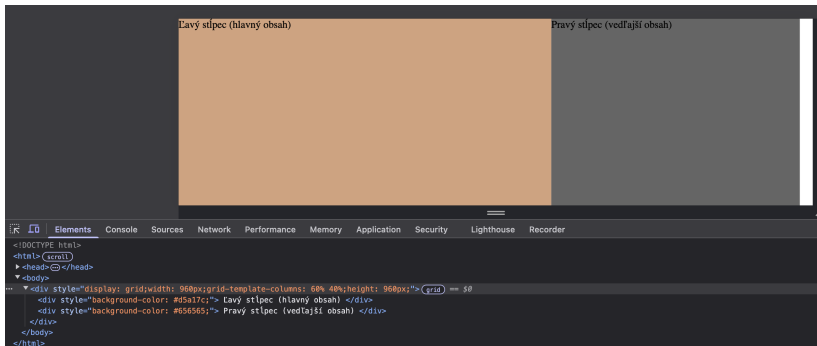 Ľavý stĺpec (hlavný obsah) Pravý stĺpec (vedľajší obsah)
Elements Console Sources Network Performance Memory Application Security Lighthouse Recorder
<!DOCTYPE html>
<html> scroll
<head> </head>
<body>
<div style="display: grid;width: 960px;grid-template-columns: 60% 40%;height: 960px;"> grid == $0
<div style="background-color: #d5a17c;"> Ľavý stĺpec (hlavný obsah) </div>
<div style="background-color: #656565;"> Pravý stĺpec (vedľajší obsah) </div>
</div>
</body>
</html>